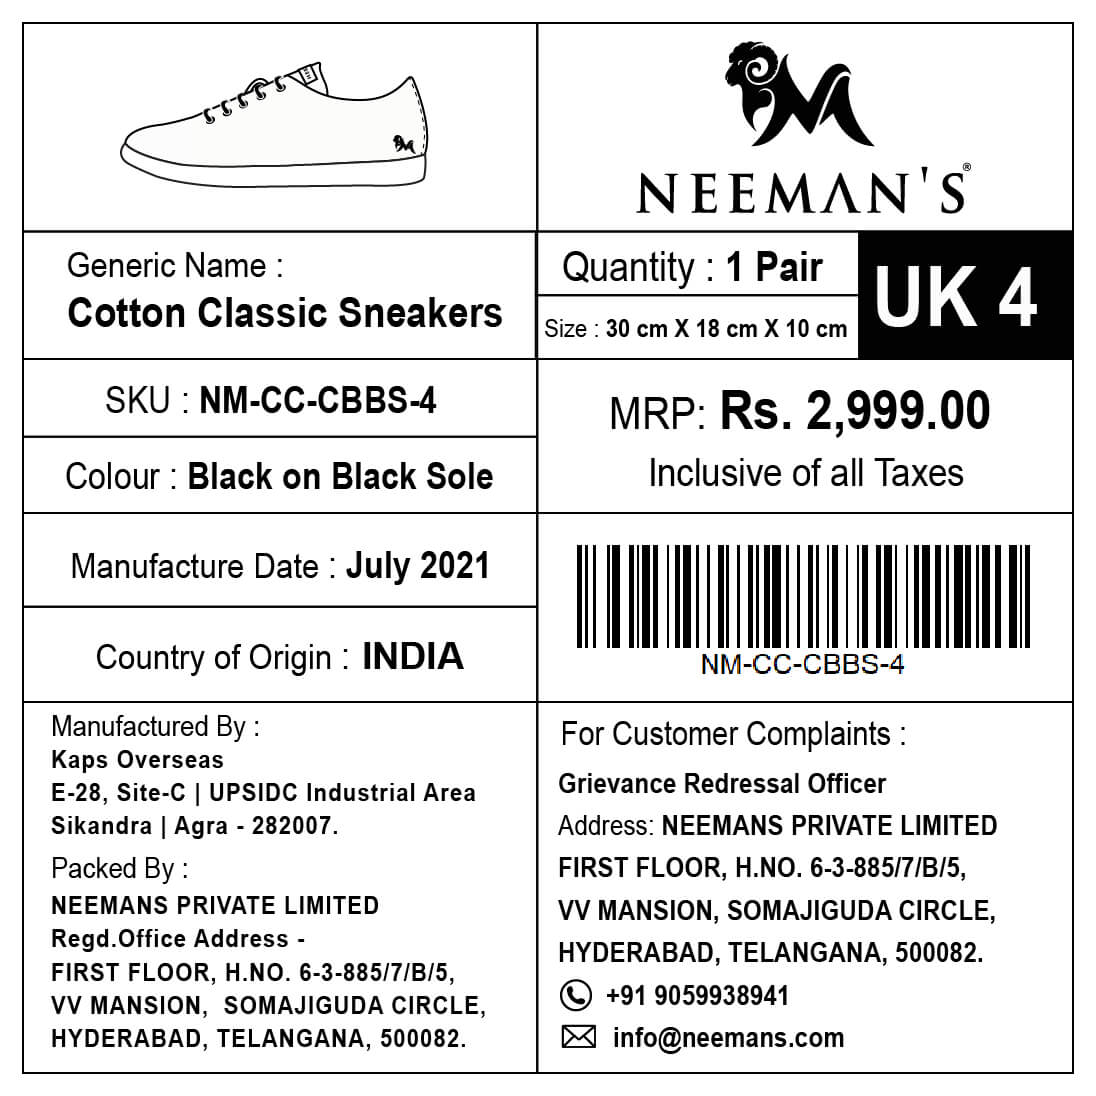 NEEMAN'S®
Generic Name :
Cotton Classic Sneakers
Quantity : 1 Pair
Size : 30 cm X 18 cm X 10 cm
UK 4
SKU : NM-CC-CBBS-4
Colour : Black on Black Sole
MRP: Rs. 2,999.00
Inclusive of all Taxes
Manufacture Date : July 2021
Country of Origin : INDIA
NM-CC-CBBS-4
Manufactured By :
Kaps Overseas
E-28, Site-C | UPSIDC Industrial Area
Sikandra | Agra - 282007.
Packed By :
NEEMANS PRIVATE LIMITED
Regd.Office Address -
FIRST FLOOR, H.NO. 6-3-885/7/B/5,
VV MANSION,  SOMAJIGUDA CIRCLE,
HYDERABAD, TELANGANA, 500082.
For Customer Complaints :
Grievance Redressal Officer
Address: NEEMANS PRIVATE LIMITED
FIRST FLOOR, H.NO. 6-3-885/7/B/5,
VV MANSION, SOMAJIGUDA CIRCLE,
HYDERABAD, TELANGANA, 500082.
+91 9059938941
info@neemans.com